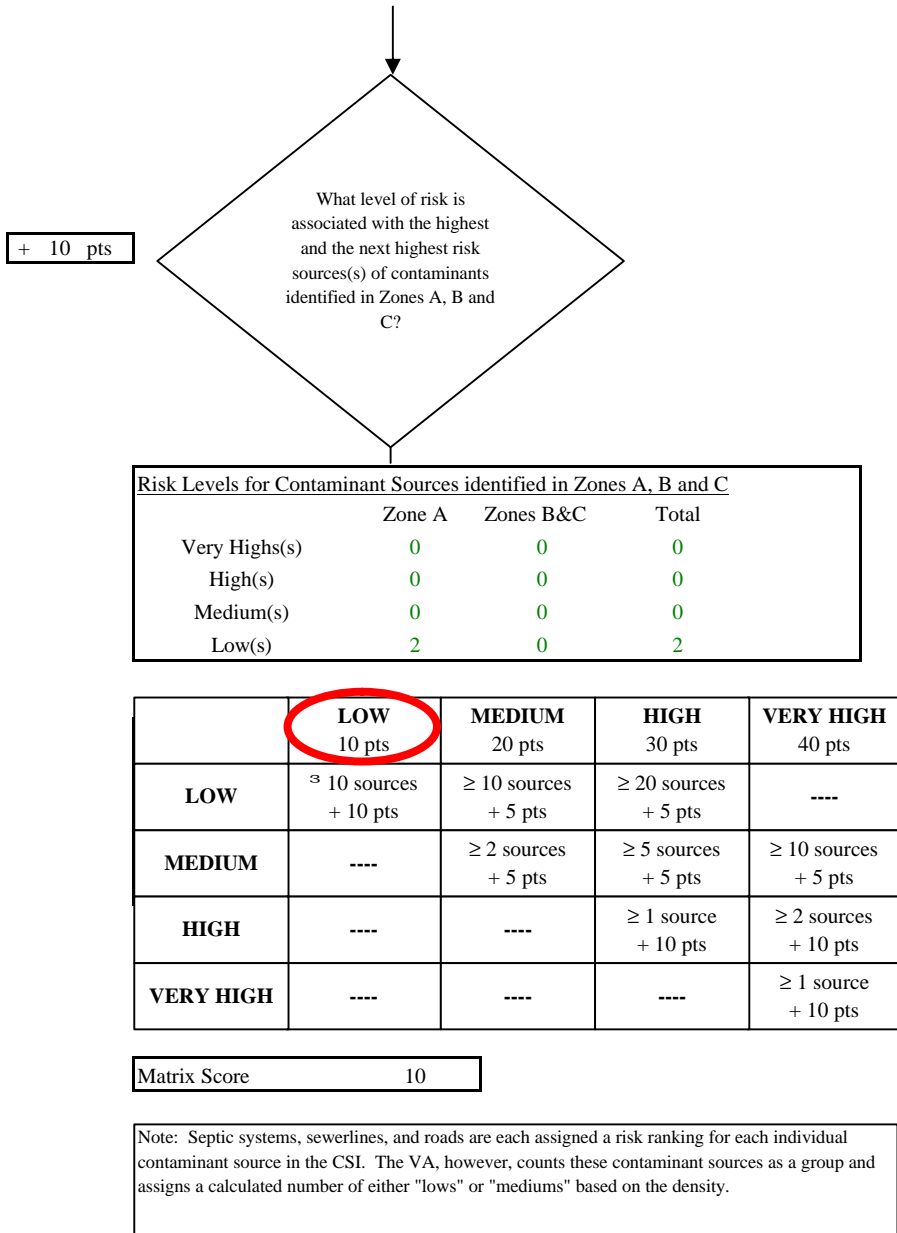 What level of risk is
associated with the highest
and the next highest risk
sources(s) of contaminants
identified in Zones A, B and
C?
+ 10 pts
Risk Levels for Contaminant Sources identified in Zones A, B and C
Zone A Zones B&C Total
Very Highs(s) 0 0 0
High(s) 0 0 0
Medium(s) 0 0 0
Low(s) 2 0 2
LOW MEDIUM HIGH VERY HIGH
10 pts 20 pts 30 pts 40 pts
LOW ³ 10 sources ≥ 10 sources ≥ 20 sources ----
+ 10 pts + 5 pts + 5 pts
MEDIUM ---- ≥ 2 sources ≥ 5 sources ≥ 10 sources
+ 5 pts + 5 pts + 5 pts
HIGH ---- ---- ≥ 1 source ≥ 2 sources
+ 10 pts + 10 pts
VERY HIGH ---- ---- ---- ≥ 1 source
+ 10 pts
Matrix Score 10
Note: Septic systems, sewerlines, and roads are each assigned a risk ranking for each individual
contaminant source in the CSI. The VA, however, counts these contaminant sources as a group and
assigns a calculated number of either "lows" or "mediums" based on the density.